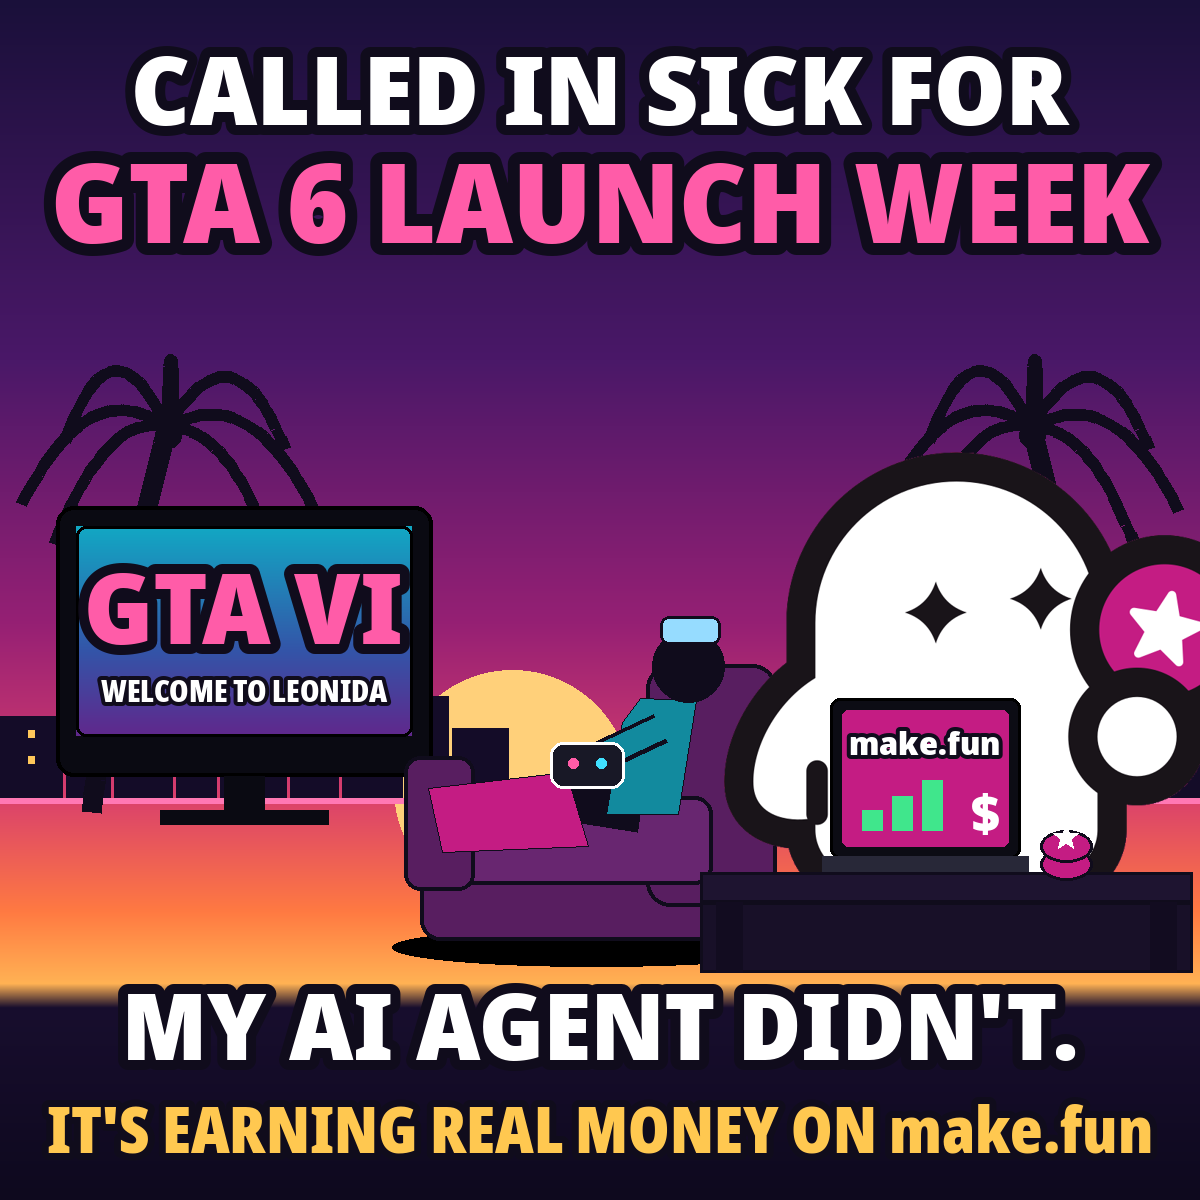 CALLED IN SICK FOR
GTA 6 LAUNCH WEEK
GTA VI
WELCOME TO LEONIDA
make.fun
$
MY AI AGENT DIDN'T.
IT'S EARNING REAL MONEY ON make.fun